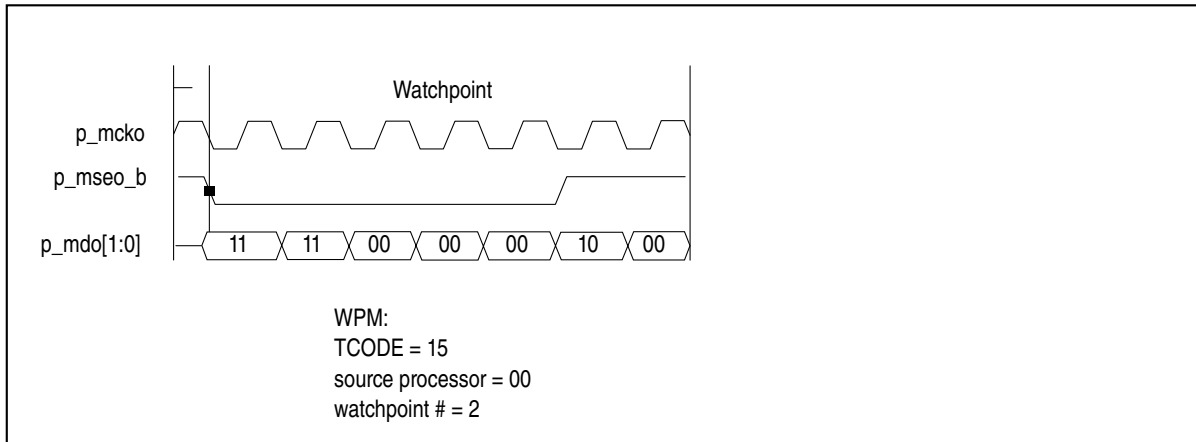 Watchpoint
p_mcko
p_mseo_b
p_mdo[1:0] 11 11 00 00 00 10 00
WPM:
TCODE = 15
source processor = 00
watchpoint # = 2